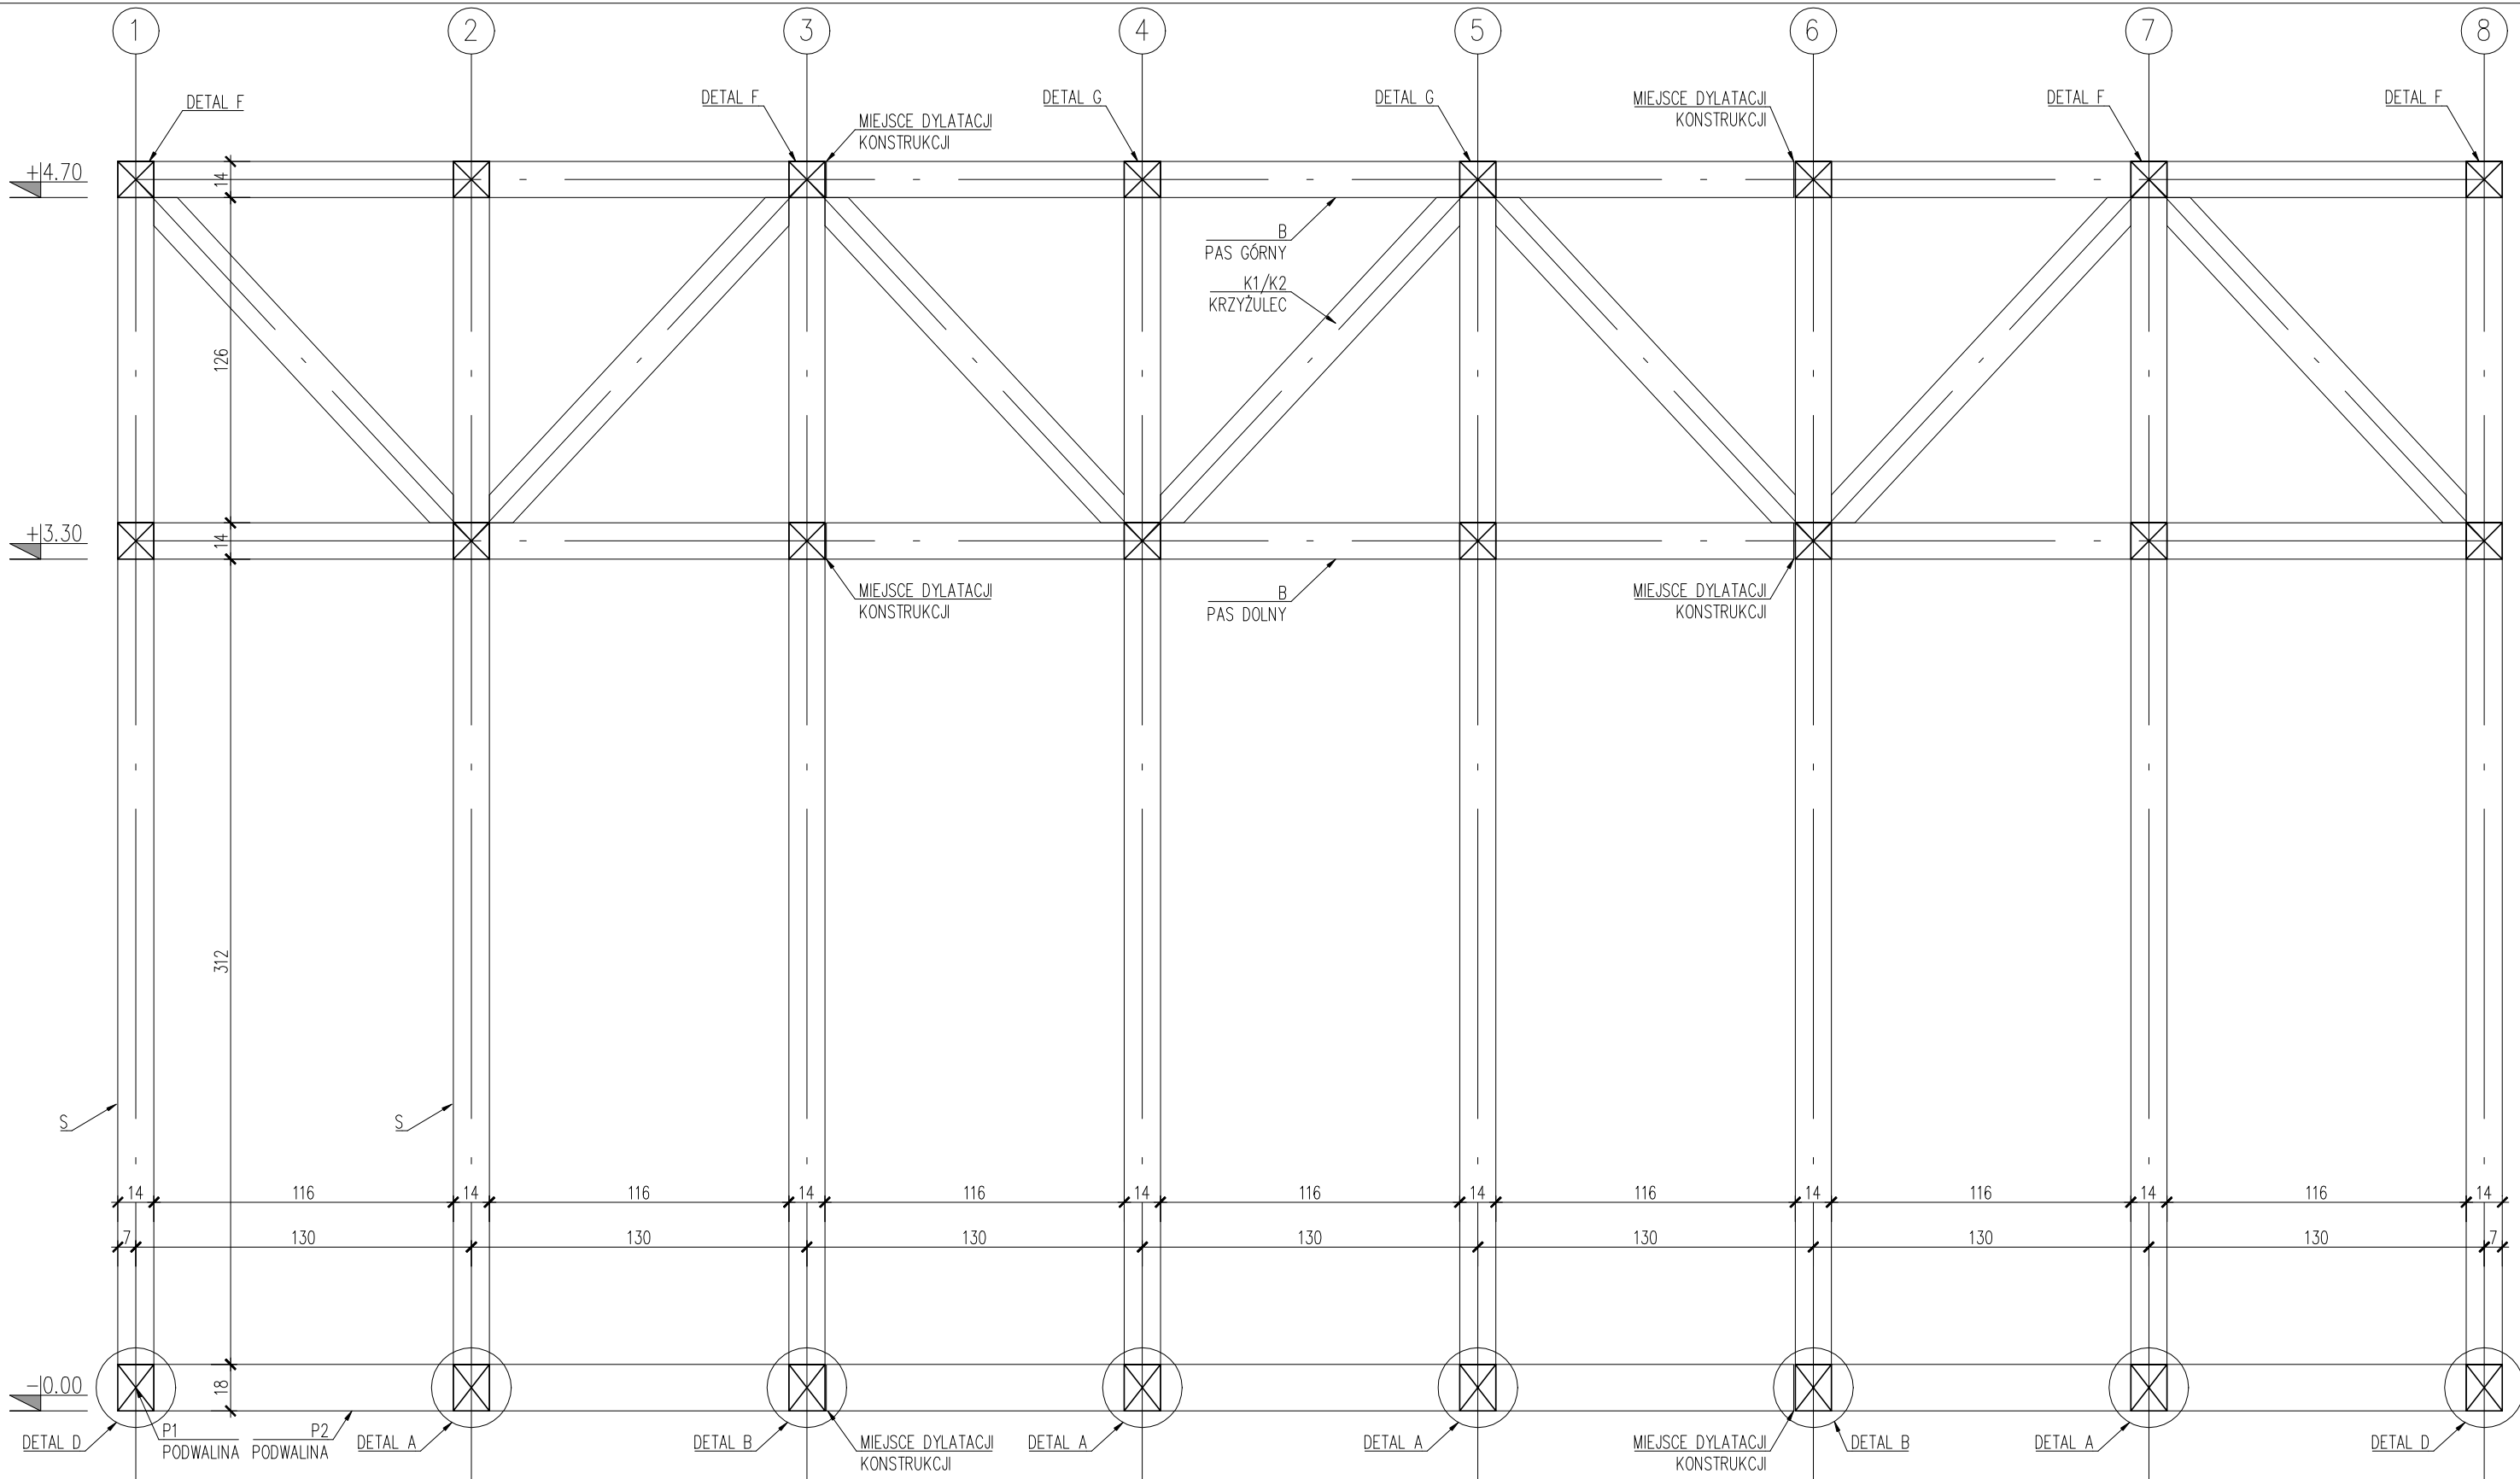 1 2 3 4 5 6 7 8
DETAL F
DETAL F
MIEJSCE DYLATACJI
KONSTRUKCJI
DETAL G
DETAL G
MIEJSCE DYLATACJI
KONSTRUKCJI
DETAL F
DETAL F
+4.70
14
B
PAS GÓRNY
K1/K2
KRZYŻULEC
126
+3.30
14
MIEJSCE DYLATACJI
KONSTRUKCJI
B
PAS DOLNY
MIEJSCE DYLATACJI
KONSTRUKCJI
312
S
S
14 116 14 116 14 116 14 116 14 116 14 116 14 116 14
7 130 130 130 130 130 130 130 7
-0.00
18
DETAL D
P1
PODWALINA
P2
PODWALINA
DETAL A
DETAL B
MIEJSCE DYLATACJI
KONSTRUKCJI
DETAL A
DETAL A
MIEJSCE DYLATACJI
KONSTRUKCJI
DETAL B
DETAL A
DETAL D